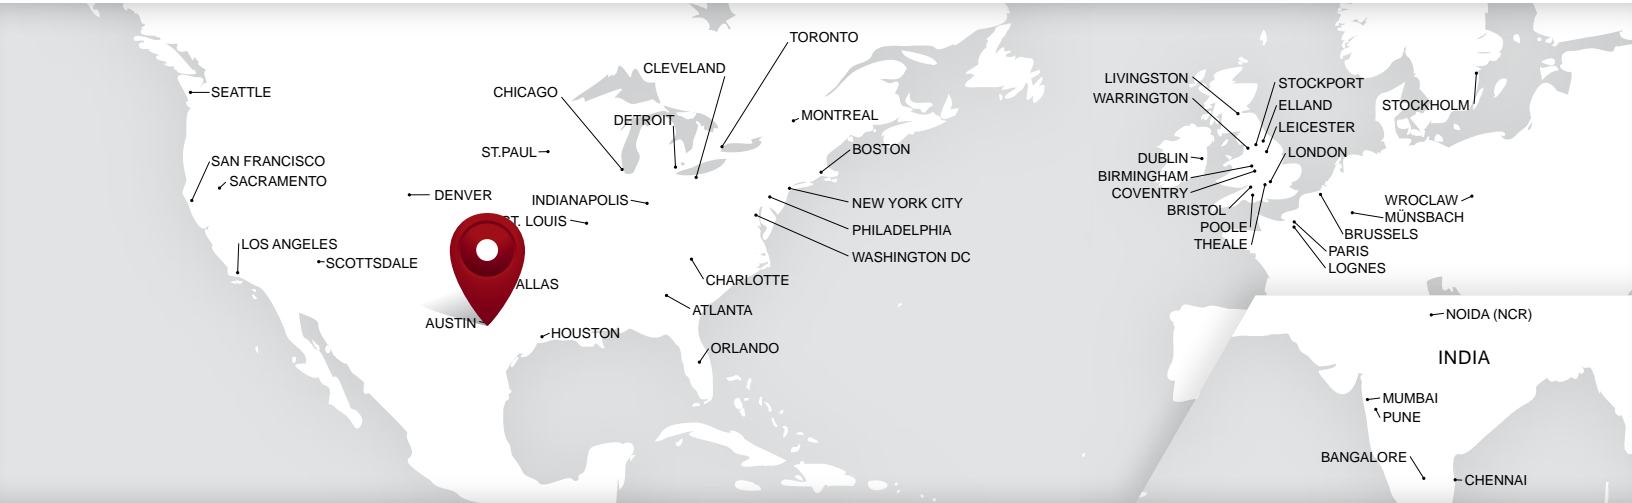 TORONTO
CLEVELAND
CHICAGO
SEATTLE
DETROIT
MONTREAL
ST.PAUL
BOSTON
SAN FRANCISCO
SACRAMENTO
DENVER
INDIANAPOLIS
NEW YORK CITY
T. LOUIS
PHILADELPHIA
LOS ANGELES
WASHINGTON DC
SCOTTSDALE
CHARLOTTE
ALLAS
ATLANTA
AUSTIN
HOUSTON
ORLANDO
LIVINGSTON
STOCKPORT
WARRINGTON
ELLAND
STOCKHOLM
LEICESTER
LONDON
DUBLIN
BIRMINGHAM
COVENTRY
WROCLAW
BRISTOL
MÜNSBACH
POOLE
BRUSSELS
THEALE
PARIS
LOGNES
NOIDA (NCR)
INDIA
MUMBAI
PUNE
BANGALORE
CHENNAI